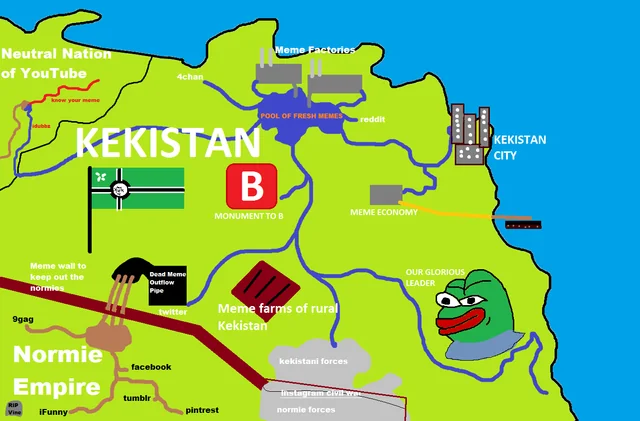 Neutral Nation
of YouTube
know your meme
idubbz
Meme Factories
4chan
POOL OF FRESH MEMES
reddit
KEKISTAN
KEKISTAN
CITY
B
MONUMENT TO B
MEME ECONOMY
Meme wall to
keep out the
normies
Dead Meme
Outflow
Pipe
twitter
OUR GLORIOUS
LEADER
Meme farms of rural
Kekistan
9gag
Normie
Empire
facebook
tumblr
iFunny
pintrest
RIP
Vine
kekistani forces
instagram civil war
normie forces